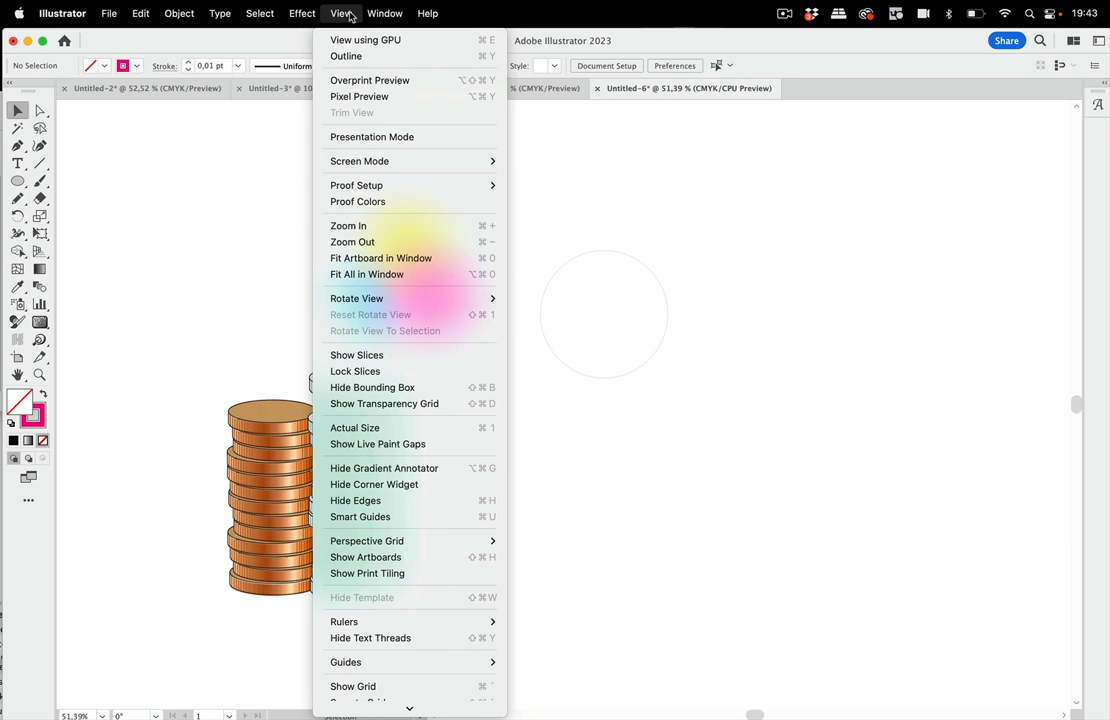 Illustrator File Edit Object Type Select Effect View Window Help 19:43
Adobe Illustrator 2023 Share
No Selection Stroke: 0,01 pt Uniform Style: Document Setup Preferences
Untitled-2* @ 52,52 % (CMYK/Preview) Untitled-3* @ 10 % (CMYK/Preview) Untitled-6* @ 51,39 % (CMYK/CPU Preview)
View using GPU ⌘ E
Outline ⌘ Y
Overprint Preview ⌥⇧⌘ Y
Pixel Preview ⌥⌘ Y
Trim View
Presentation Mode
Screen Mode
Proof Setup
Proof Colors
Zoom In ⌘ +
Zoom Out ⌘ −
Fit Artboard in Window ⌘ 0
Fit All in Window ⌥⌘ 0
Rotate View
Reset Rotate View ⇧⌘ 1
Rotate View To Selection
Show Slices
Lock Slices
Hide Bounding Box ⇧⌘ B
Show Transparency Grid ⇧⌘ D
Actual Size ⌘ 1
Show Live Paint Gaps
Hide Gradient Annotator ⌥⌘ G
Hide Corner Widget
Hide Edges ⌘ H
Smart Guides ⌘ U
Perspective Grid
Show Artboards ⇧⌘ H
Show Print Tiling
Hide Template ⇧⌘ W
Rulers
Hide Text Threads ⇧⌘ Y
Guides
Show Grid ⌘
51,39% 0° 1